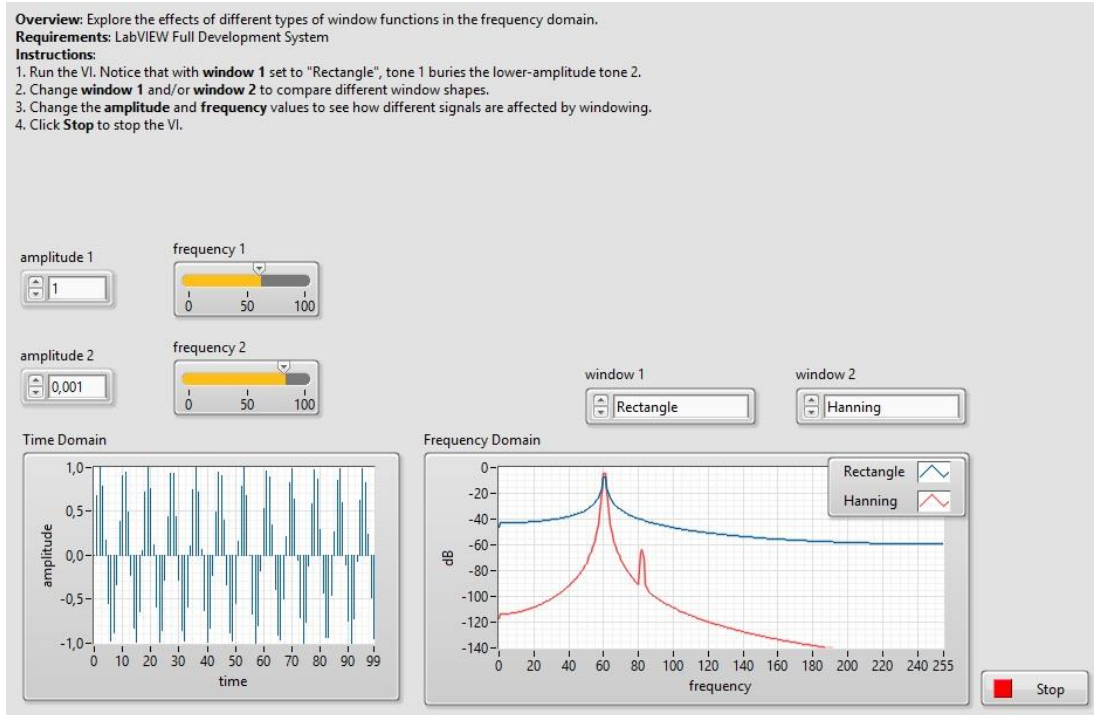 Overview: Explore the effects of different types of window functions in the frequency domain.
Requirements: LabVIEW Full Development System
Instructions:
1. Run the VI. Notice that with window 1 set to "Rectangle", tone 1 buries the lower-amplitude tone 2.
2. Change window 1 and/or window 2 to compare different window shapes.
3. Change the amplitude and frequency values to see how different signals are affected by windowing.
4. Click Stop to stop the VI.
amplitude 1
1
frequency 1
0 50 100
amplitude 2
0,001
frequency 2
0 50 100
window 1
Rectangle
window 2
Hanning
Time Domain
amplitude
1,0
0,5
0,0
-0,5
-1,0
0 10 20 30 40 50 60 70 80 90 99
time
Frequency Domain
dB
0
-20
-40
-60
-80
-100
-120
-140
0 20 40 60 80 100 120 140 160 180 200 220 240 255
frequency
Rectangle
Hanning
Stop